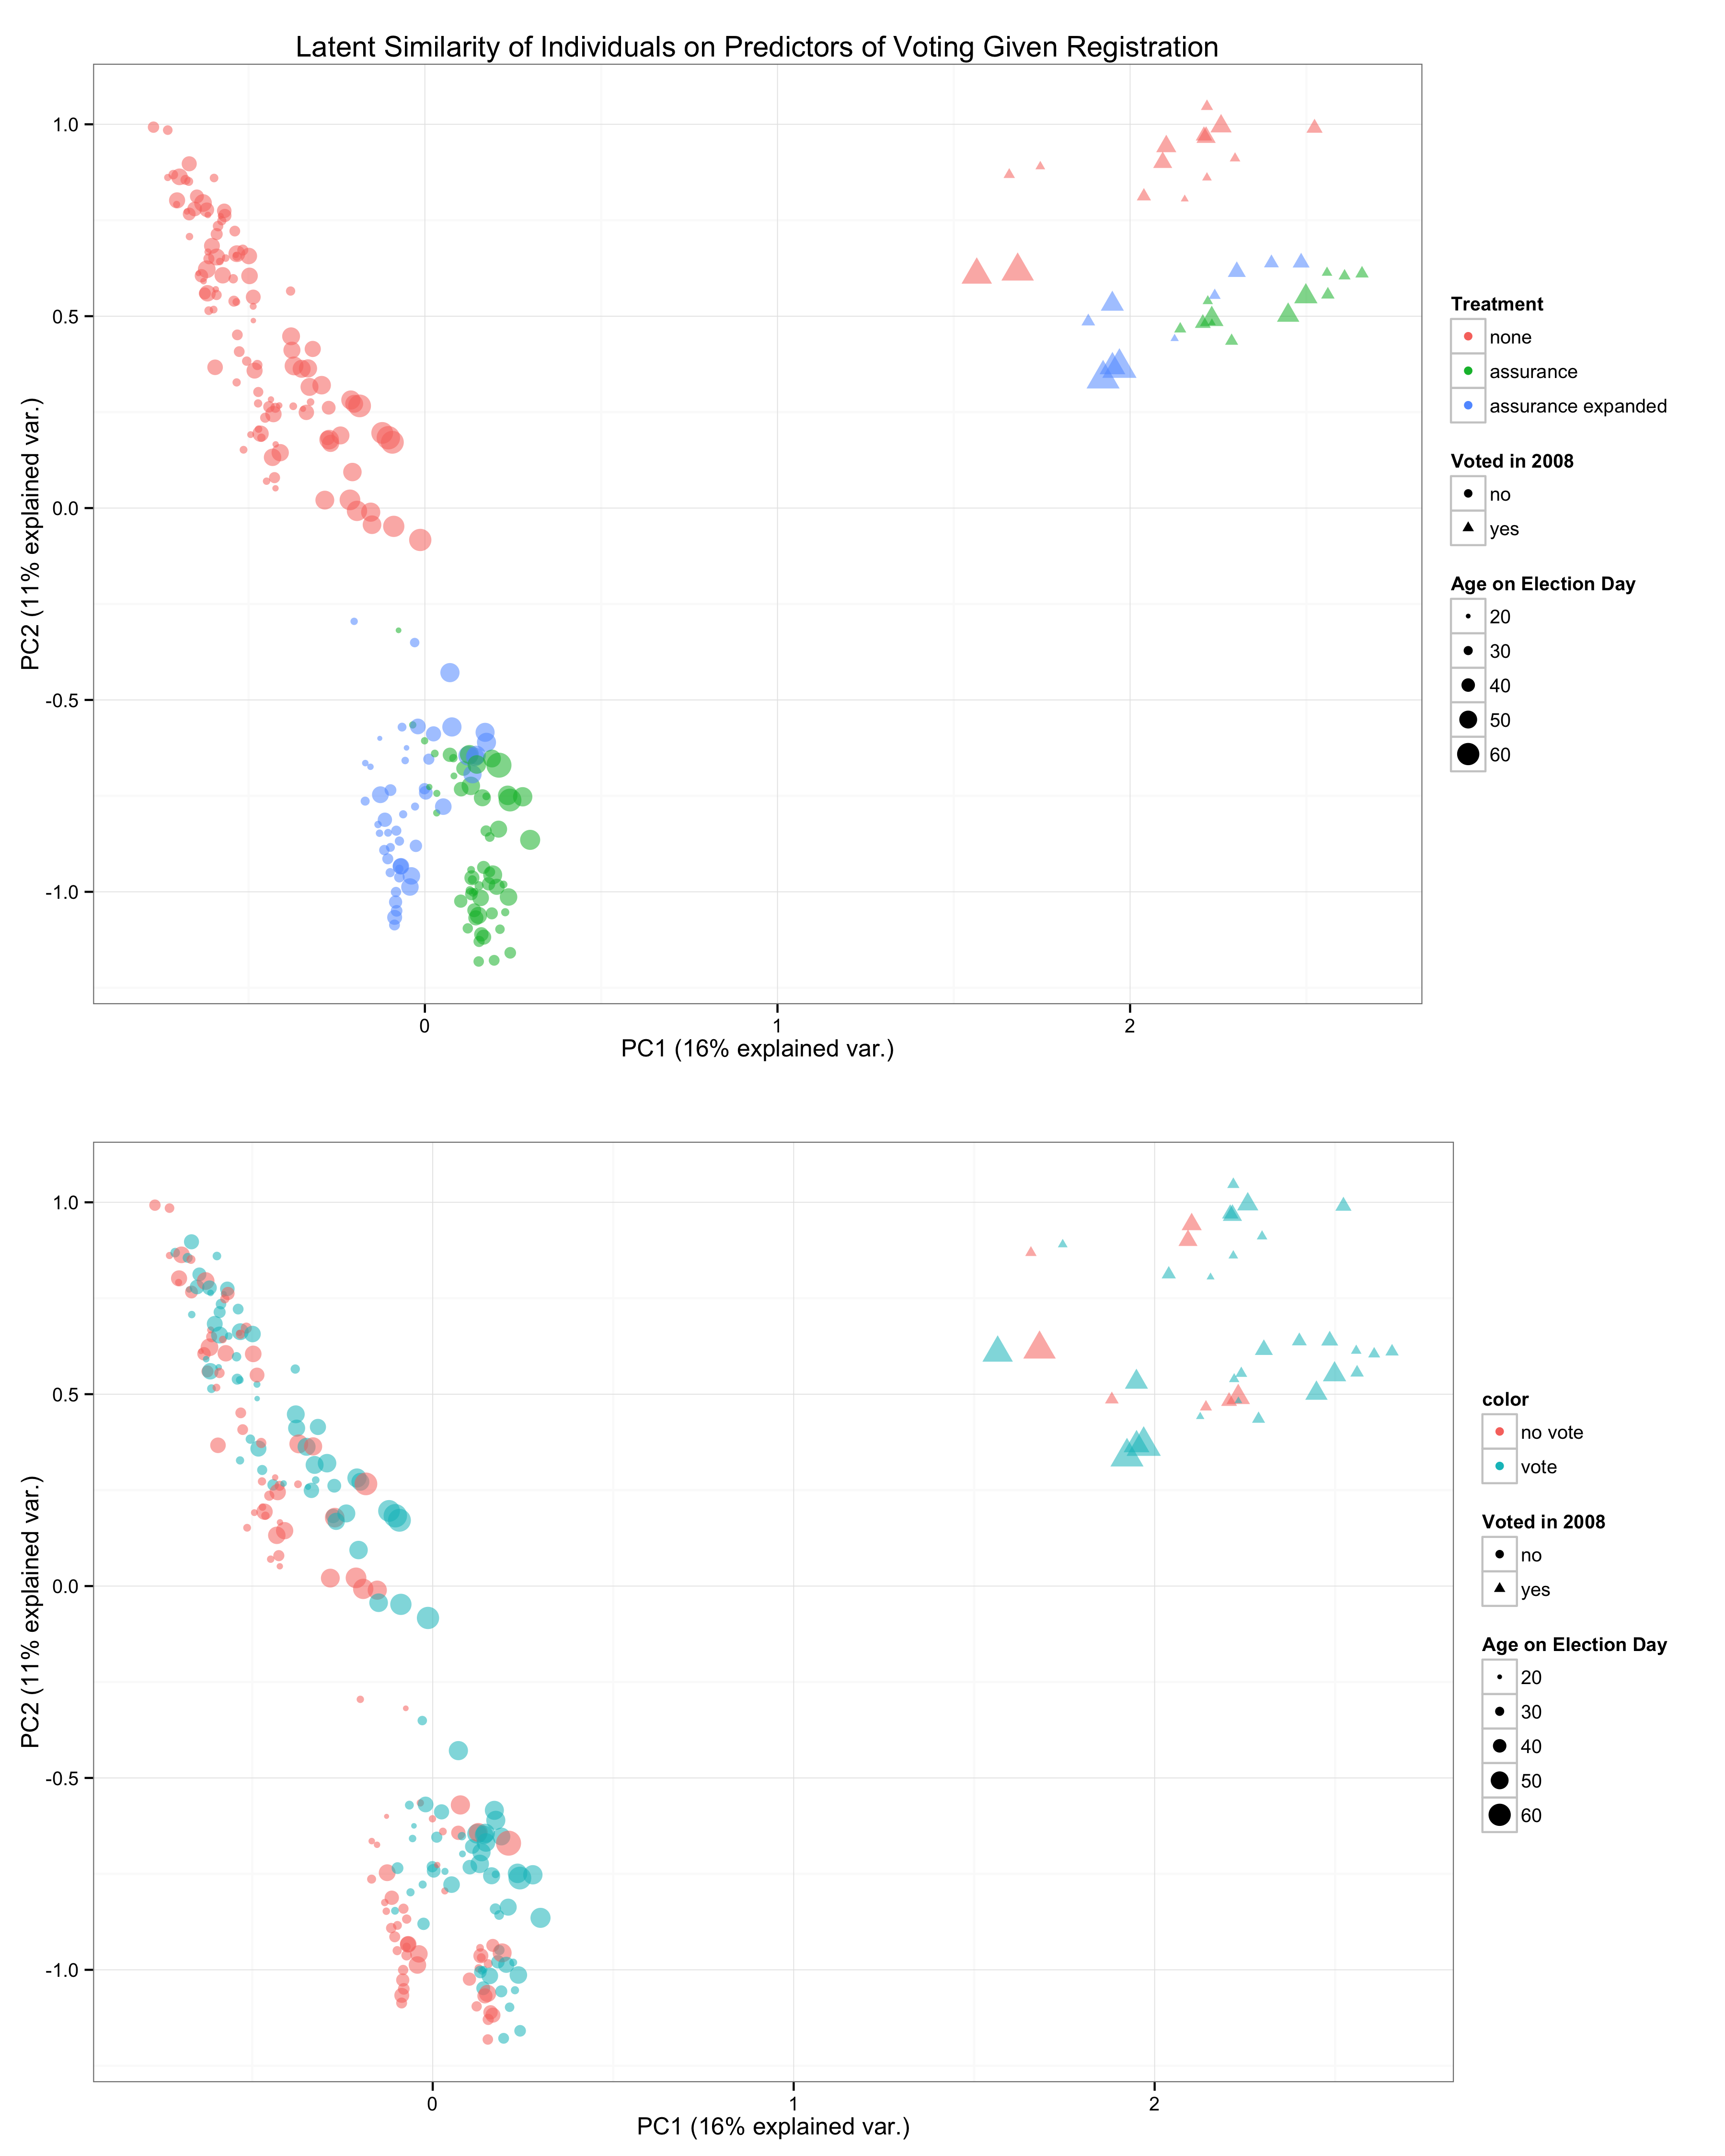 Latent Similarity of Individuals on Predictors of Voting Given Registration
1.0
0.5
0.0
-0.5
-1.0
PC2 (11% explained var.)
0
1
2
PC1 (16% explained var.)
Treatment
none
assurance
assurance expanded
Voted in 2008
no
yes
Age on Election Day
20
30
40
50
60
1.0
0.5
0.0
-0.5
-1.0
PC2 (11% explained var.)
0
1
2
PC1 (16% explained var.)
color
no vote
vote
Voted in 2008
no
yes
Age on Election Day
20
30
40
50
60